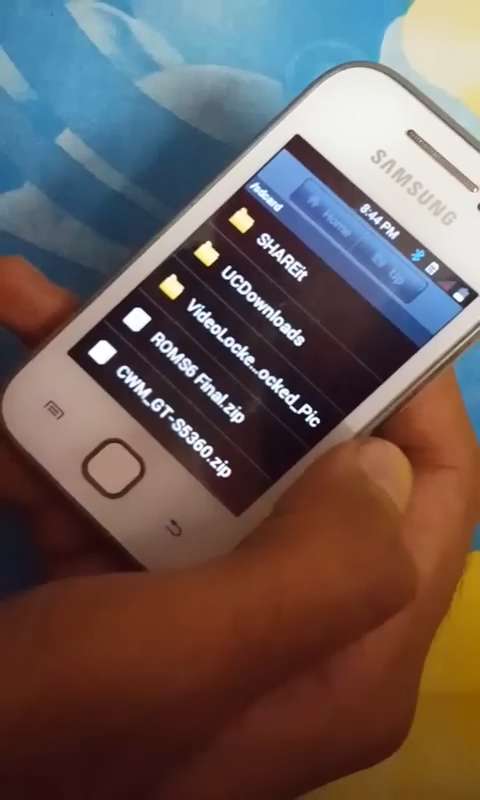 SAMSUNG
8:44 PM
/sdcard
Home
Up
SHAREit
UCDownloads
VideoLocke...ocked_Pic
ROMS6 Final.zip
CWM_GT-S5360.zip